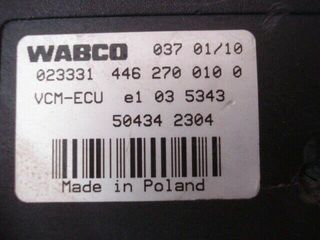 WABCO 037 01/10
023331 446 270 010 0
VCM-ECU e1 03 5343
50434 2304
Made in Poland